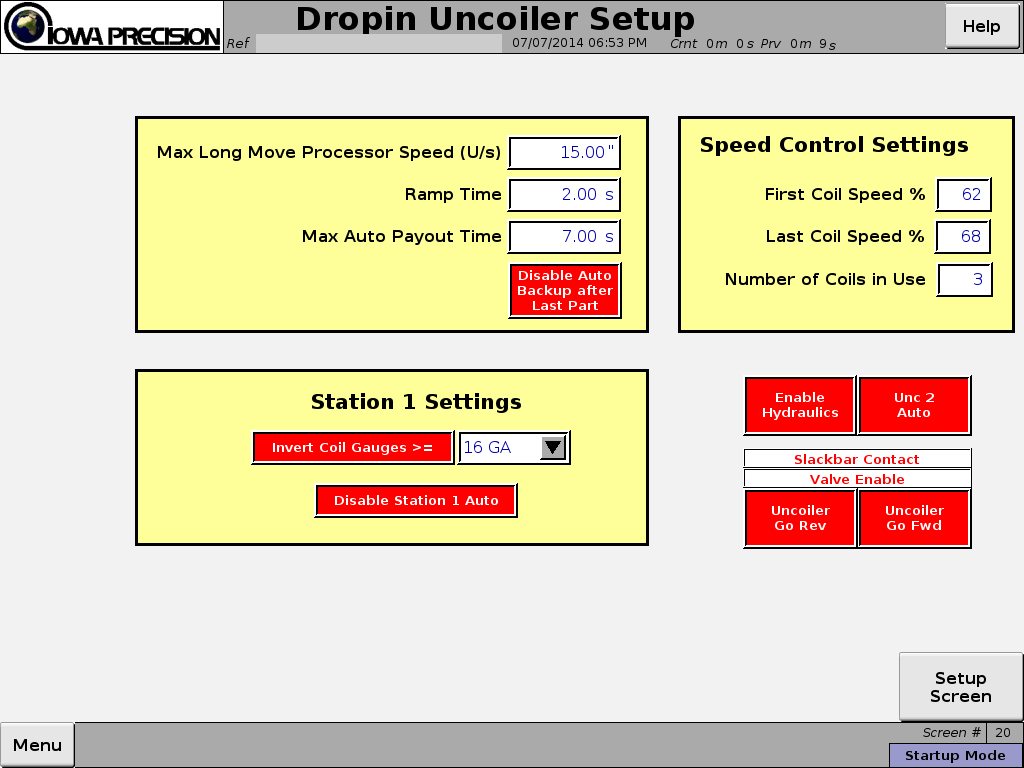 IOWA PRECISION
Dropin Uncoiler Setup
Ref
07/07/2014 06:53 PM
Crnt 0m 0s Prv 0m 9s
Help
Max Long Move Processor Speed (U/s) 15.00"
Ramp Time 2.00 s
Max Auto Payout Time 7.00 s
Disable Auto
Backup after
Last Part
Speed Control Settings
First Coil Speed % 62
Last Coil Speed % 68
Number of Coils in Use 3
Station 1 Settings
Invert Coil Gauges >= 16 GA
Disable Station 1 Auto
Enable
Hydraulics
Unc 2
Auto
Slackbar Contact
Valve Enable
Uncoiler
Go Rev
Uncoiler
Go Fwd
Setup
Screen
Menu
Screen # 20
Startup Mode